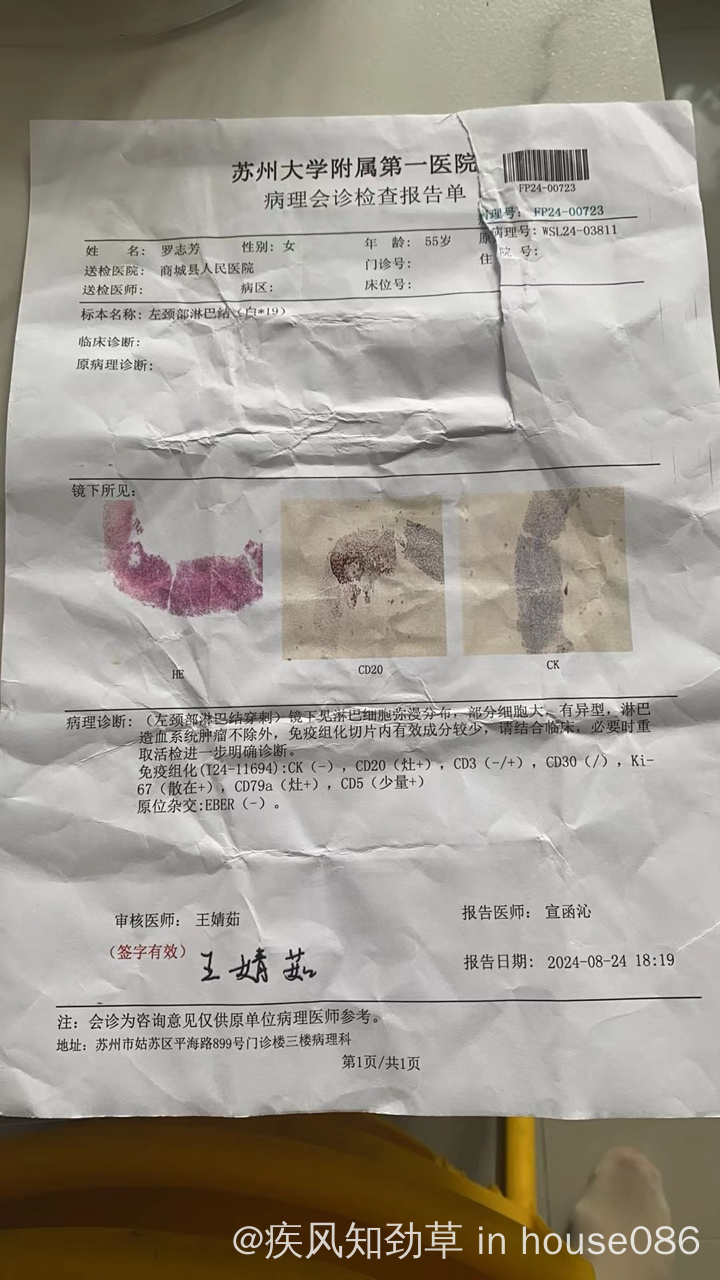 苏州大学附属第一医院
病理会诊检查报告单
FP24-00723
病理号: FP24-00723
原病理号: WSL24-03811
姓 名: 罗志芳 性别: 女 年 龄: 55岁 住 院 号:
送检医院: 商城县人民医院 门诊号:
送检医师: 病区: 床位号:
标本名称: 左颈部淋巴结(白*19)
临床诊断:
原病理诊断:
镜下所见:
HE CD20 CK
病理诊断: (左颈部淋巴结穿刺) 镜下见淋巴细胞弥漫分布, 部分细胞大, 有异型, 淋巴
造血系统肿瘤不除外, 免疫组化切片内有效成分较少, 请结合临床, 必要时重
取活检进一步明确诊断。
免疫组化(I24-11694):CK (-) , CD20 (灶+) , CD3 (-/+) , CD30 (/) , Ki-
67 (散在+) , CD79a (灶+) , CD5 (少量+)
原位杂交:EBER (-) 。
审核医师: 王婧茹 报告医师: 宣函沁
(签字有效) 王婧茹 报告日期: 2024-08-24 18:19
注: 会诊为咨询意见仅供原单位病理医师参考。
地址: 苏州市姑苏区平海路899号门诊楼三楼病理科
第1页/共1页
@疾风知劲草 in house086